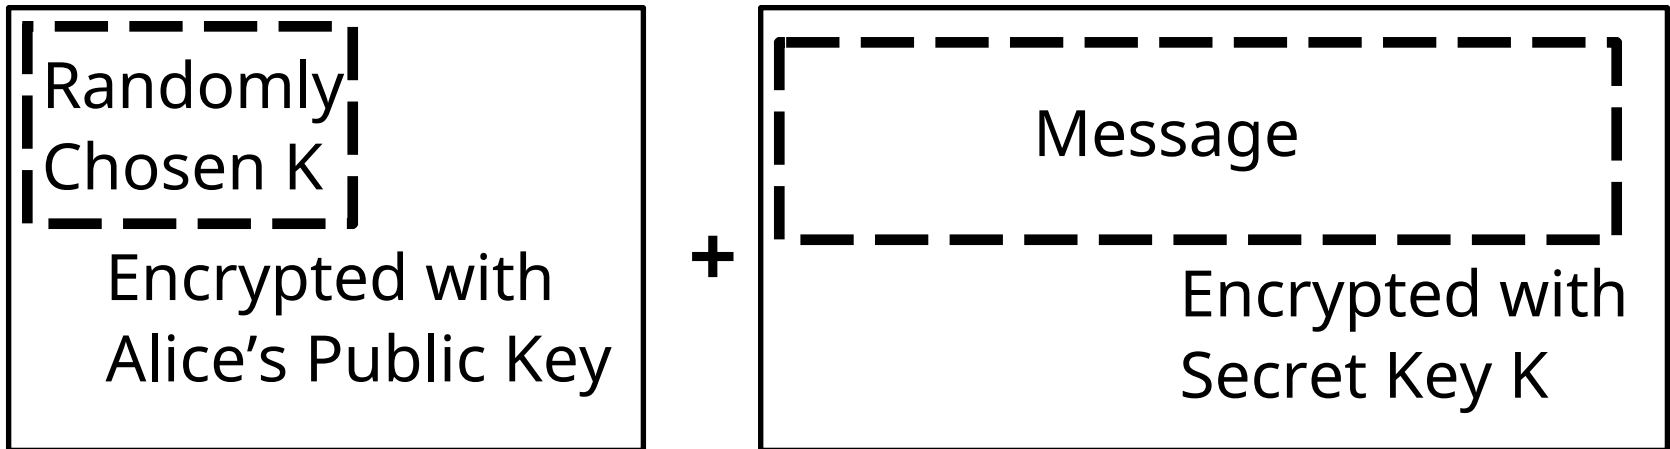 Randomly
Chosen K
Encrypted with
Alice’s Public Key
+
Message
Encrypted with
Secret Key K